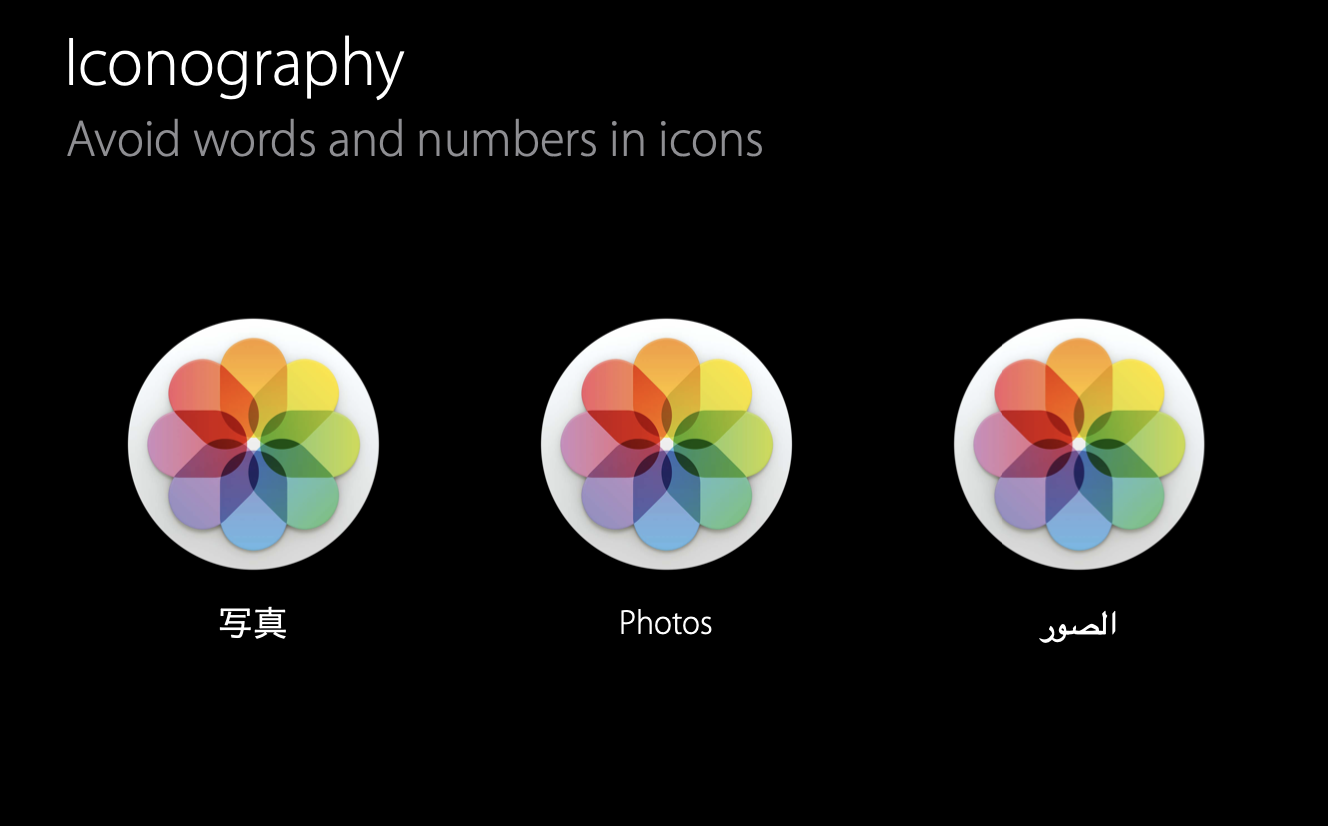 Iconography
Avoid words and numbers in icons
写真
Photos
الصور